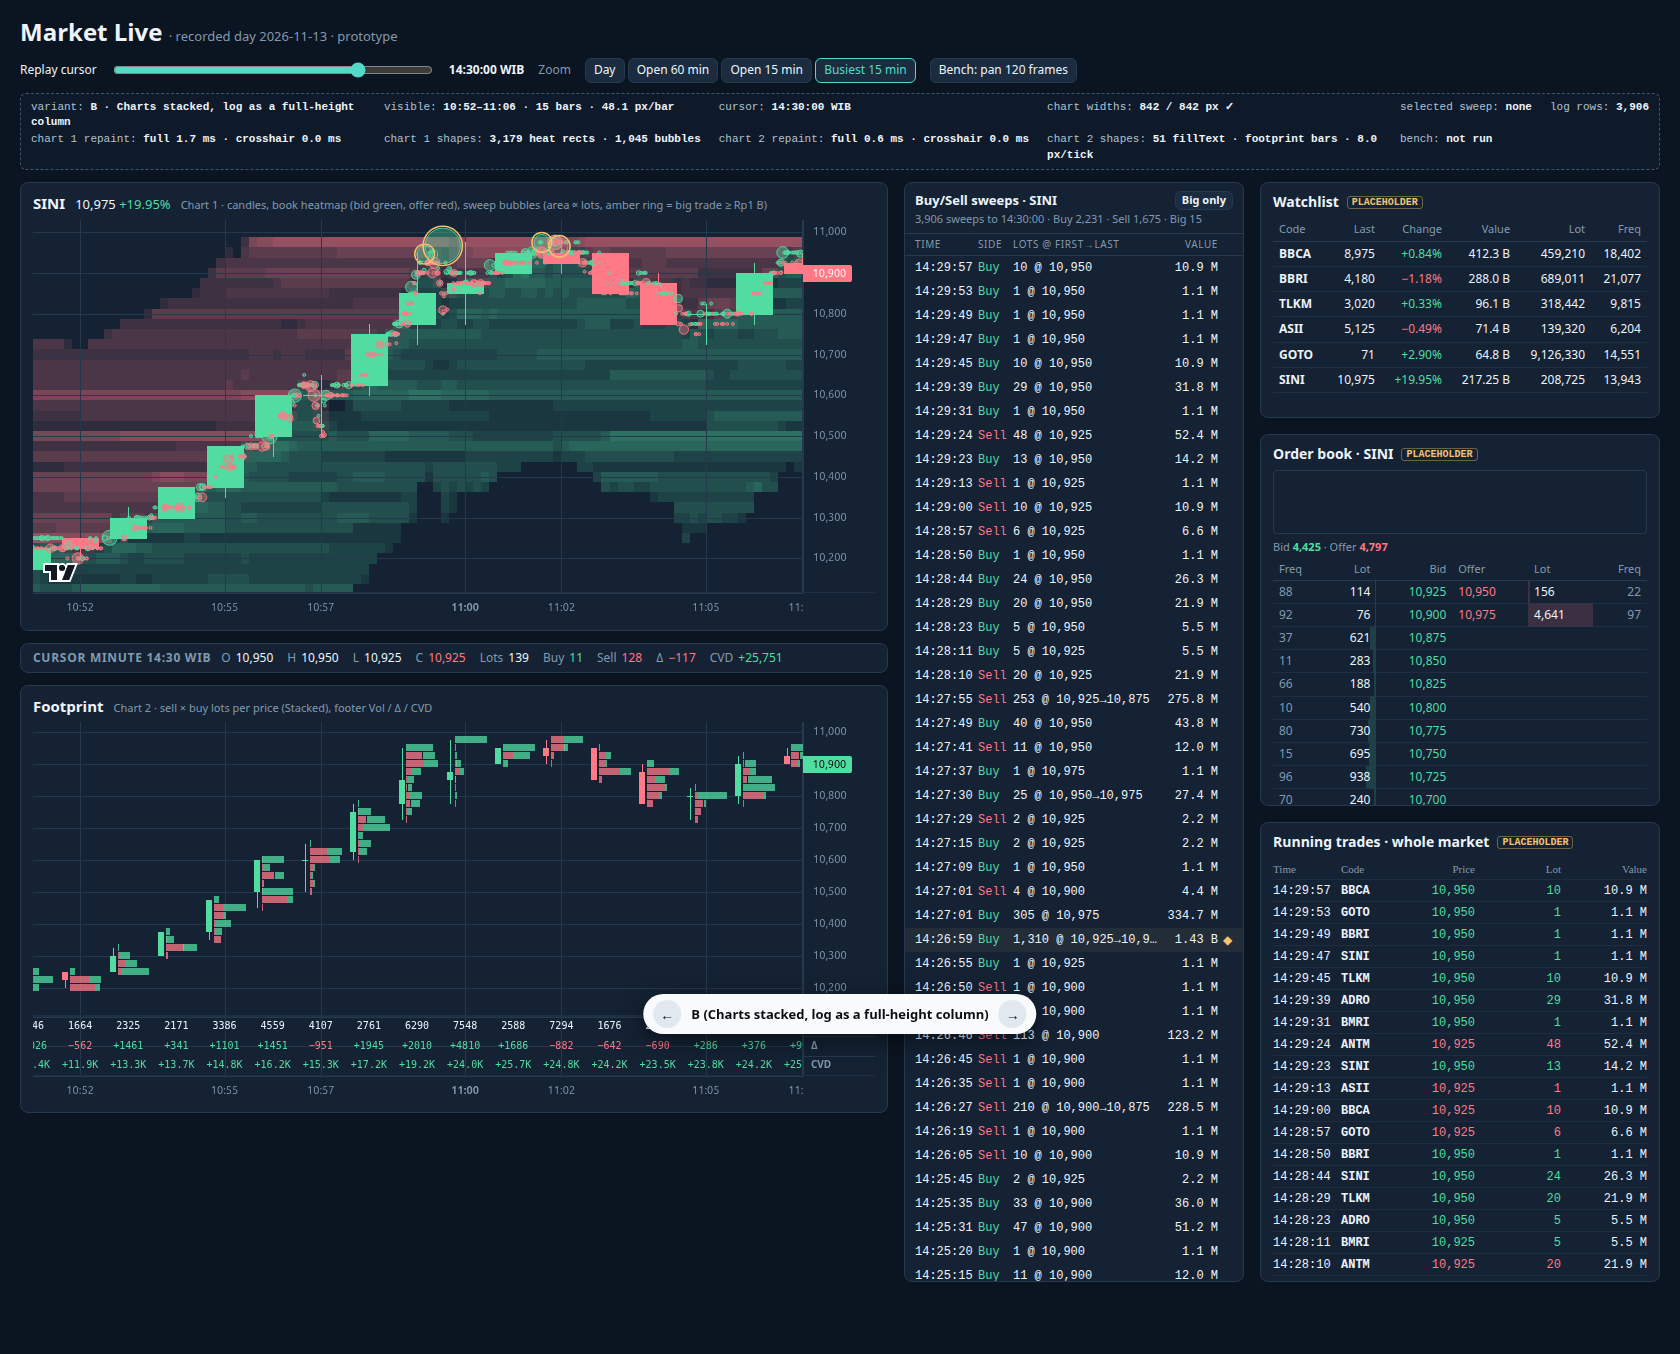 Market Live · recorded day 2026-11-13 · prototype
Replay cursor 14:30:00 WIB Zoom Day Open 60 min Open 15 min Busiest 15 min Bench: pan 120 frames
variant: B · Charts stacked, log as a full-height column
visible: 10:52–11:06 · 15 bars · 48.1 px/bar
cursor: 14:30:00 WIB
chart widths: 842 / 842 px ✓
selected sweep: none
log rows: 3,906
chart 1 repaint: full 1.7 ms · crosshair 0.0 ms
chart 1 shapes: 3,179 heat rects · 1,045 bubbles
chart 2 repaint: full 0.6 ms · crosshair 0.0 ms
chart 2 shapes: 51 fillText · footprint bars · 8.0 px/tick
bench: not run
SINI 10,975 +19.95% Chart 1 · candles, book heatmap (bid green, offer red), sweep bubbles (area ∝ lots, amber ring = big trade ≥ Rp1 B)
11,000
10,900
10,800
10,700
10,600
10,500
10,400
10,300
10,200
10:52 10:55 10:57 11:00 11:02 11:05 11:
CURSOR MINUTE 14:30 WIB O 10,950 H 10,950 L 10,925 C 10,925 Lots 139 Buy 11 Sell 128 Δ −117 CVD +25,751
Footprint Chart 2 · sell × buy lots per price (Stacked), footer Vol / Δ / CVD
11,000
10,900
10,800
10,700
10,600
10,500
10,400
10,300
10,200
46 1664 2325 2171 3386 4559 4107 2761 6290 7548 2588 7294 1676
026 −562 +1461 +341 +1101 +1451 −951 +1945 +2010 +4810 +1686 −882 −642 −690 +286 +376 +9 Δ
.4K +11.9K +13.3K +13.7K +14.8K +16.2K +15.3K +17.2K +19.2K +24.0K +25.7K +24.8K +24.2K +23.5K +23.8K +24.2K +25 CVD
10:52 10:55 10:57 11:00 11:02 11:05 11:
← B (Charts stacked, log as a full-height column) →
Buy/Sell sweeps · SINI Big only
3,906 sweeps to 14:30:00 · Buy 2,231 · Sell 1,675 · Big 15
TIME SIDE LOTS @ FIRST→LAST VALUE
14:29:57 Buy 10 @ 10,950 10.9 M
14:29:53 Buy 1 @ 10,950 1.1 M
14:29:49 Buy 1 @ 10,950 1.1 M
14:29:47 Buy 1 @ 10,950 1.1 M
14:29:45 Buy 10 @ 10,950 10.9 M
14:29:39 Buy 29 @ 10,950 31.8 M
14:29:31 Buy 1 @ 10,950 1.1 M
14:29:24 Sell 48 @ 10,925 52.4 M
14:29:23 Buy 13 @ 10,950 14.2 M
14:29:13 Sell 1 @ 10,925 1.1 M
14:29:00 Sell 10 @ 10,925 10.9 M
14:28:57 Sell 6 @ 10,925 6.6 M
14:28:50 Buy 1 @ 10,950 1.1 M
14:28:44 Buy 24 @ 10,950 26.3 M
14:28:29 Buy 20 @ 10,950 21.9 M
14:28:23 Buy 5 @ 10,950 5.5 M
14:28:11 Buy 5 @ 10,925 5.5 M
14:28:10 Sell 20 @ 10,925 21.9 M
14:27:55 Sell 253 @ 10,925→10,875 275.8 M
14:27:49 Buy 40 @ 10,950 43.8 M
14:27:41 Sell 11 @ 10,950 12.0 M
14:27:37 Buy 1 @ 10,975 1.1 M
14:27:30 Buy 25 @ 10,950→10,975 27.4 M
14:27:29 Sell 2 @ 10,925 2.2 M
14:27:15 Buy 2 @ 10,925 2.2 M
14:27:09 Buy 1 @ 10,950 1.1 M
14:27:01 Sell 4 @ 10,900 4.4 M
14:27:01 Buy 305 @ 10,975 334.7 M
14:26:59 Buy 1,310 @ 10,925→10,9… 1.43 B ◆
14:26:55 Buy 1 @ 10,925 1.1 M
14:26:50 Sell 1 @ 10,900 1.1 M
10,900 1.1 M
14:26:46 Sell 113 @ 10,900 123.2 M
14:26:45 Sell 1 @ 10,900 1.1 M
14:26:35 Sell 1 @ 10,900 1.1 M
14:26:27 Sell 210 @ 10,900→10,875 228.5 M
14:26:19 Sell 1 @ 10,900 1.1 M
14:26:05 Sell 10 @ 10,900 10.9 M
14:25:45 Buy 2 @ 10,925 2.2 M
14:25:35 Buy 33 @ 10,900 36.0 M
14:25:31 Buy 47 @ 10,900 51.2 M
14:25:20 Buy 1 @ 10,900 1.1 M
14:25:15 Buy 11 @ 10,900 12.0 M
Watchlist PLACEHOLDER
Code Last Change Value Lot Freq
BBCA 8,975 +0.84% 412.3 B 459,210 18,402
BBRI 4,180 −1.18% 288.0 B 689,011 21,077
TLKM 3,020 +0.33% 96.1 B 318,442 9,815
ASII 5,125 −0.49% 71.4 B 139,320 6,204
GOTO 71 +2.90% 64.8 B 9,126,330 14,551
SINI 10,975 +19.95% 217.25 B 208,725 13,943
Order book · SINI PLACEHOLDER
Bid 4,425 · Offer 4,797
Freq Lot Bid Offer Lot Freq
88 114 10,925 10,950 156 22
92 76 10,900 10,975 4,641 97
37 621 10,875
11 283 10,850
66 188 10,825
10 540 10,800
80 730 10,775
15 695 10,750
96 938 10,725
70 240 10,700
Running trades · whole market PLACEHOLDER
Time Code Price Lot Value
14:29:57 BBCA 10,950 10 10.9 M
14:29:53 GOTO 10,950 1 1.1 M
14:29:49 BBRI 10,950 1 1.1 M
14:29:47 SINI 10,950 1 1.1 M
14:29:45 TLKM 10,950 10 10.9 M
14:29:39 ADRO 10,950 29 31.8 M
14:29:31 BMRI 10,950 1 1.1 M
14:29:24 ANTM 10,925 48 52.4 M
14:29:23 SINI 10,950 13 14.2 M
14:29:13 ASII 10,925 1 1.1 M
14:29:00 BBCA 10,925 10 10.9 M
14:28:57 GOTO 10,925 6 6.6 M
14:28:50 BBRI 10,950 1 1.1 M
14:28:44 SINI 10,950 24 26.3 M
14:28:29 TLKM 10,950 20 21.9 M
14:28:23 ADRO 10,950 5 5.5 M
14:28:11 BMRI 10,925 5 5.5 M
14:28:10 ANTM 10,925 20 21.9 M